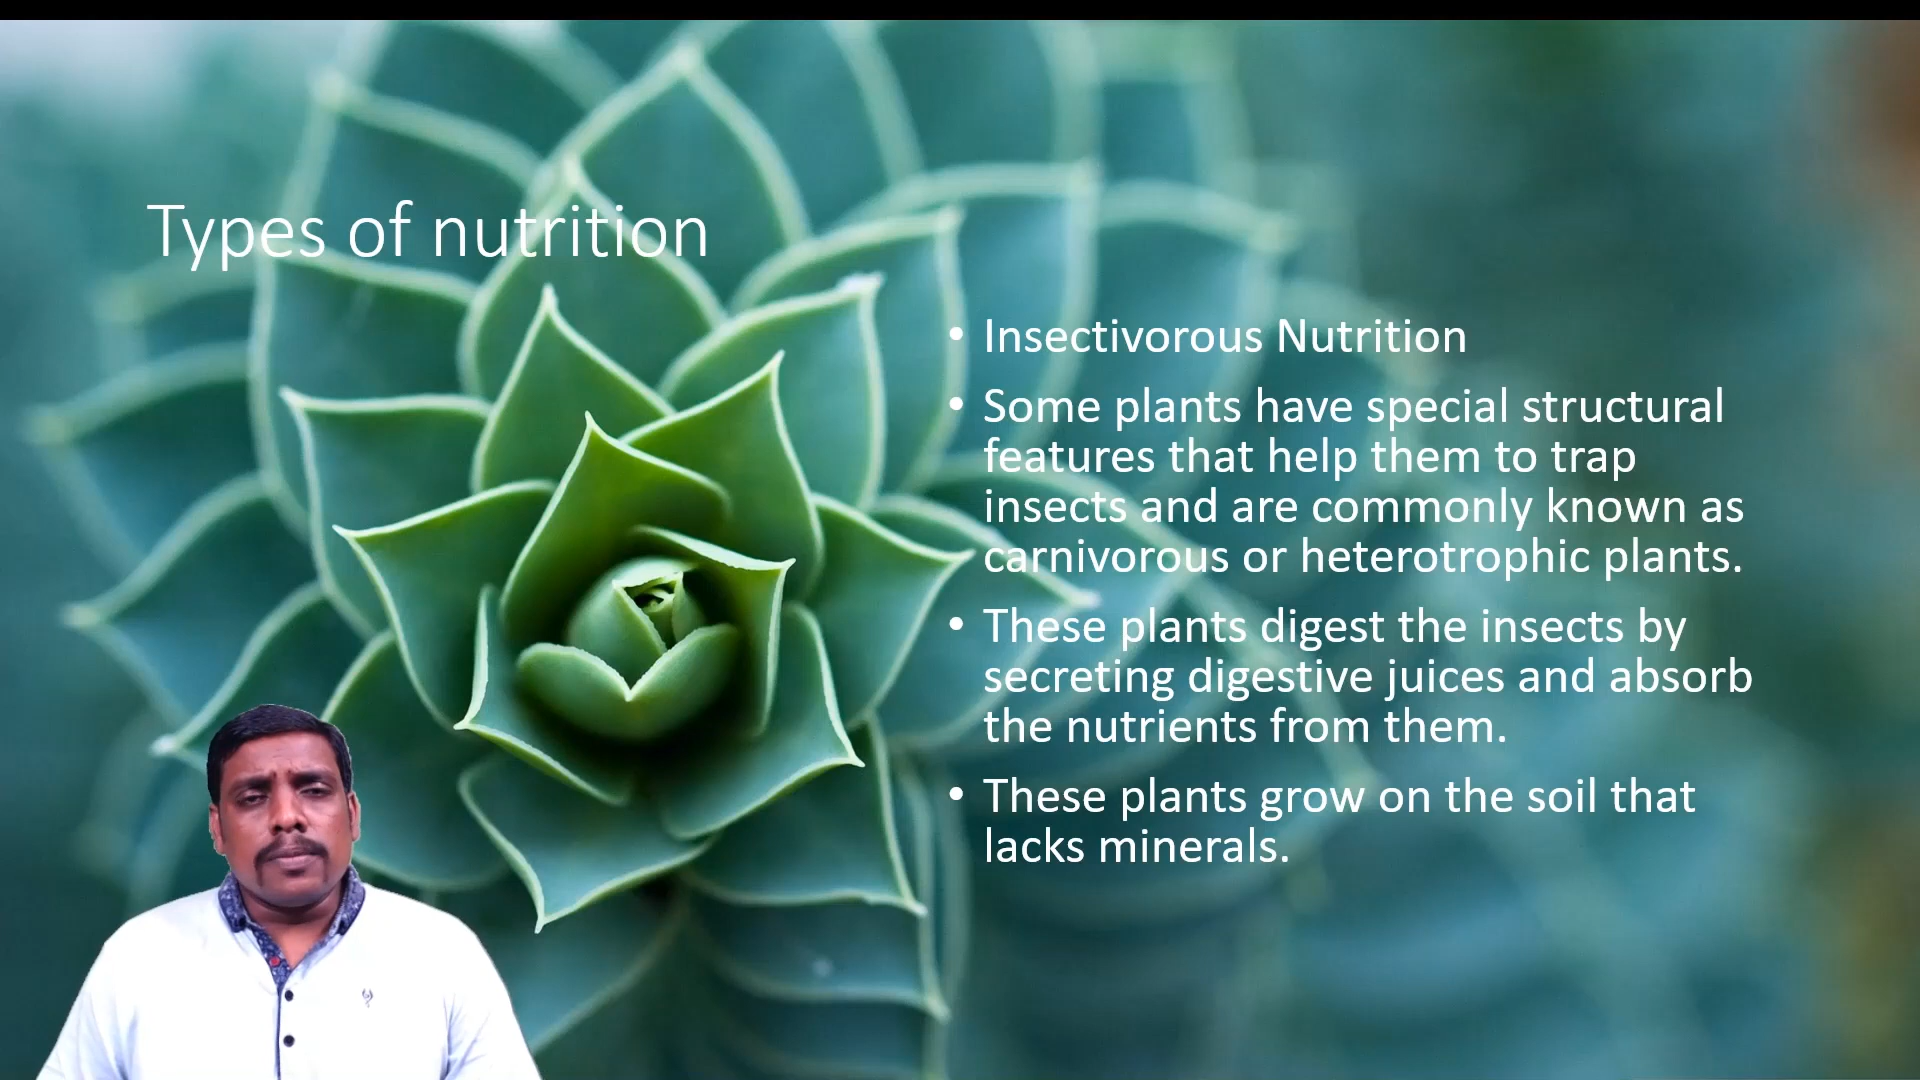 Types of nutrition
• Insectivorous Nutrition
• Some plants have special structural
features that help them to trap
insects and are commonly known as
carnivorous or heterotrophic plants.
• These plants digest the insects by
secreting digestive juices and absorb
the nutrients from them.
• These plants grow on the soil that
lacks minerals.